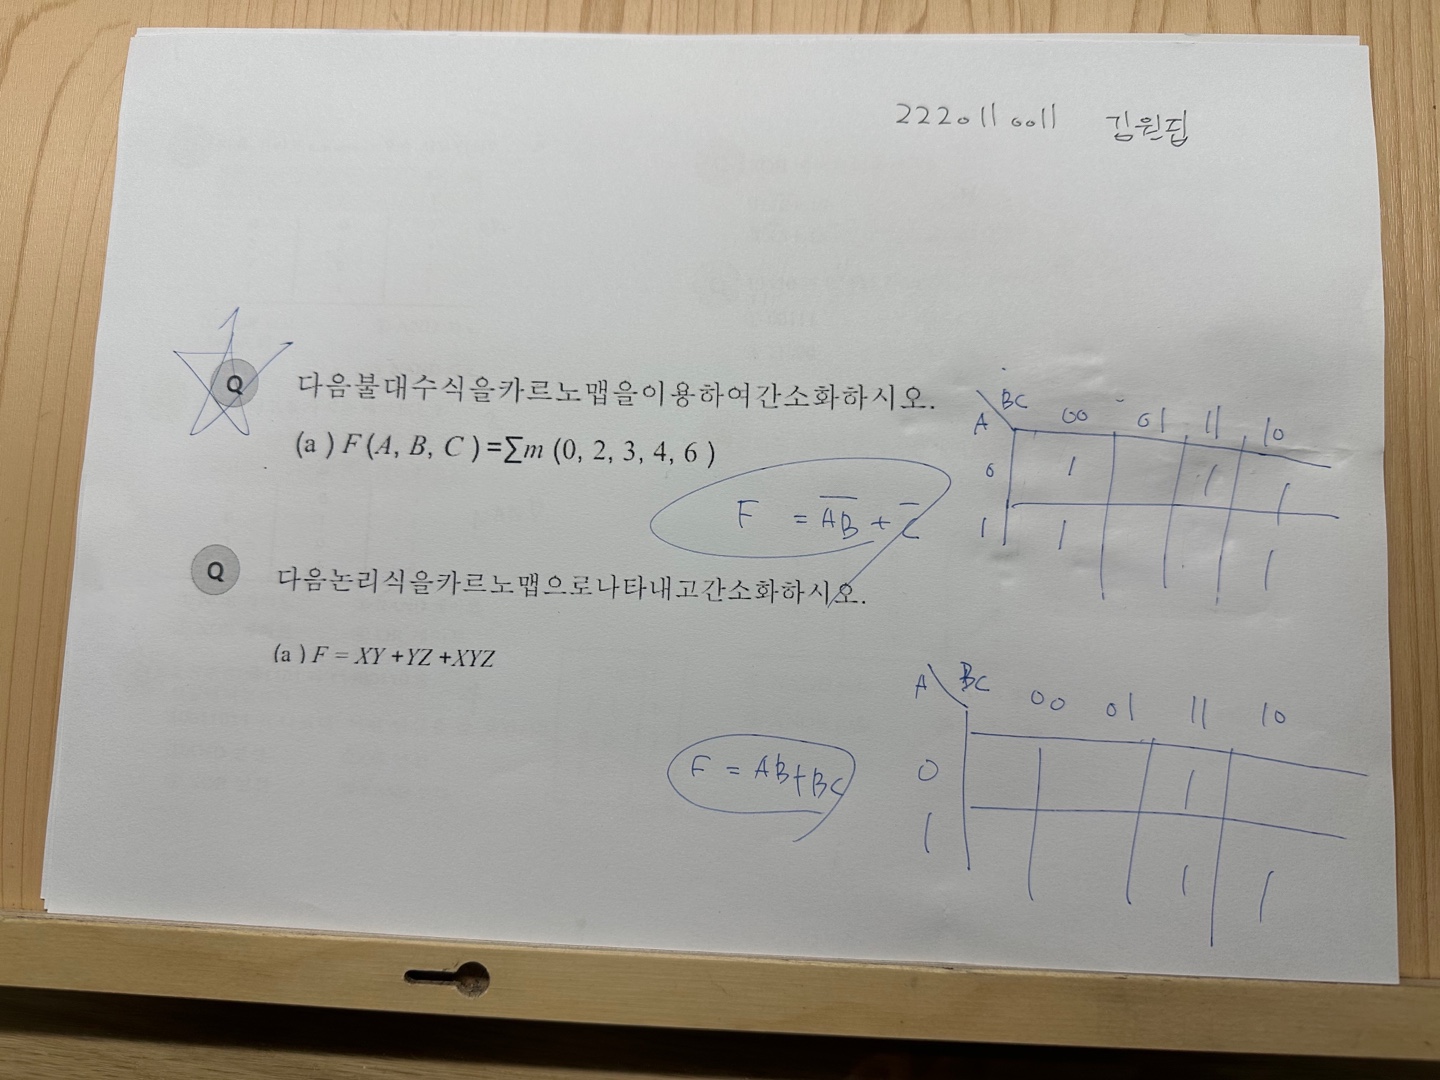 222011 0011 김원딥
Q 다음불대수식을카르노맵을이용하여간소화하시오.
(a) F(A, B, C)=∑m (0, 2, 3, 4, 6)
F = A̅B̅ + C̅
A BC 00 01 11 10
0 1 1 1
1 1 1
Q 다음논리식을카르노맵으로나타내고간소화하시오.
(a) F = XY +YZ +XYZ
F = AB+BC
A BC 00 01 11 10
0 1
1 1 1